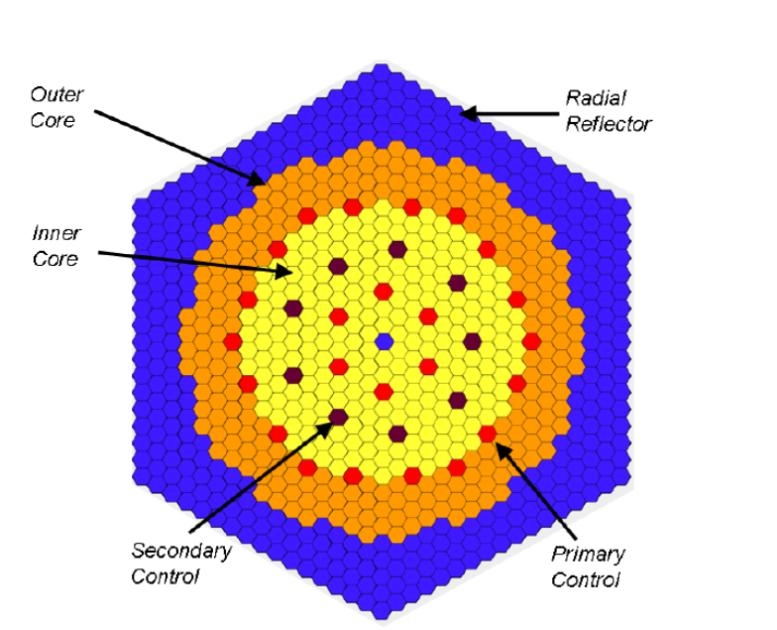 Outer
Core
Radial
Reflector
Inner
Core
Secondary
Control
Primary
Control